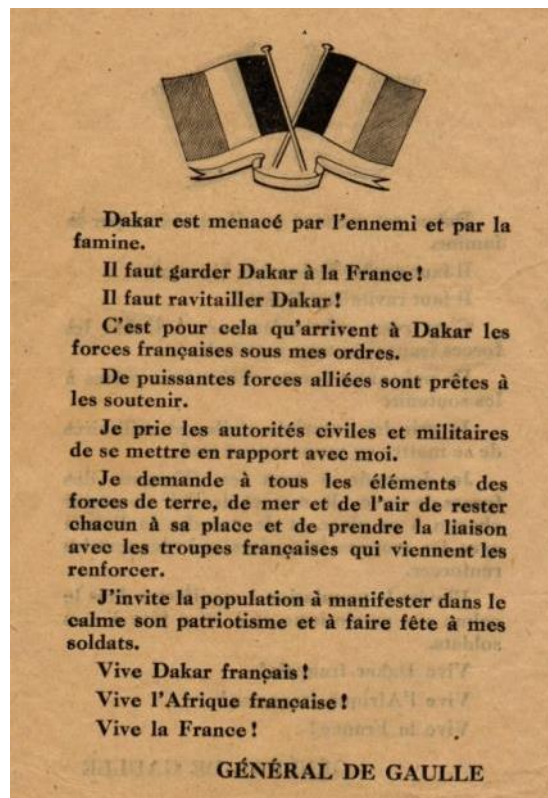 Dakar est menacé par l'ennemi et par la
famine.
Il faut garder Dakar à la France !
Il faut ravitailler Dakar !
C'est pour cela qu'arrivent à Dakar les
forces françaises sous mes ordres.
De puissantes forces alliées sont prêtes à
les soutenir.
Je prie les autorités civiles et militaires
de se mettre en rapport avec moi.
Je demande à tous les éléments des
forces de terre, de mer et de l'air de rester
chacun à sa place et de prendre la liaison
avec les troupes françaises qui viennent les
renforcer.
J'invite la population à manifester dans le
calme son patriotisme et à faire fête à mes
soldats.
Vive Dakar français !
Vive l'Afrique française !
Vive la France !
GÉNÉRAL DE GAULLE